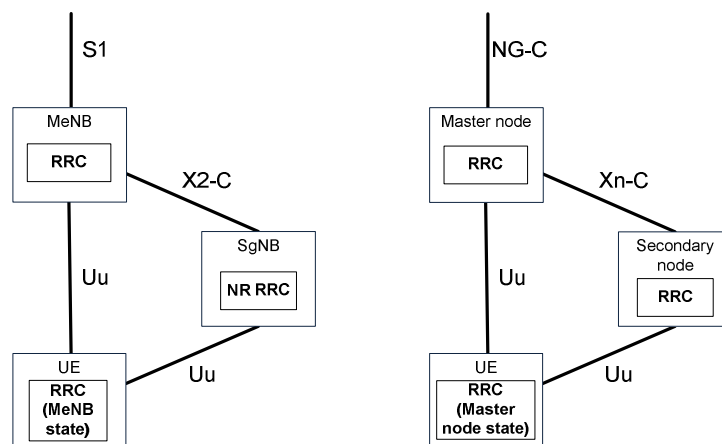 S1
MeNB
RRC
X2-C
SgNB
NR RRC
Uu
Uu
UE
RRC
(MeNB
state)
NG-C
Master node
RRC
Xn-C
Secondary
node
RRC
Uu
Uu
UE
RRC
(Master
node state)